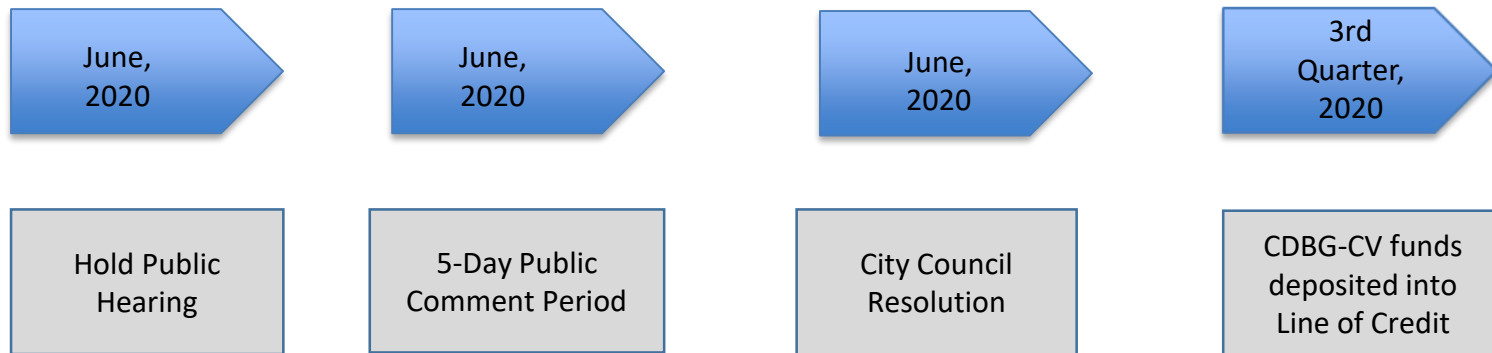 June,
2020
June,
2020
June,
2020
3rd
Quarter,
2020
Hold Public
Hearing
5-Day Public
Comment Period
City Council
Resolution
CDBG-CV funds
deposited into
Line of Credit